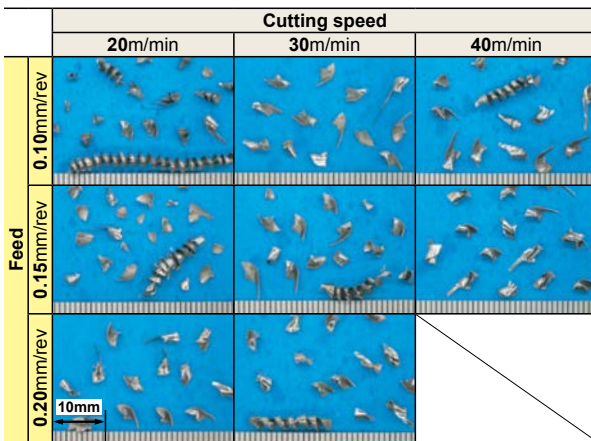 Cutting speed
20m/min 30m/min 40m/min
Feed
0.10mm/rev
0.15mm/rev
0.20mm/rev
10mm